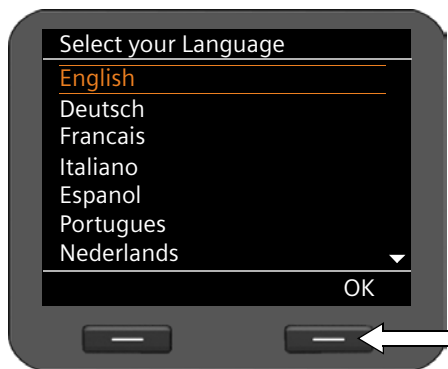 Select your Language
English
Deutsch
Francais
Italiano
Espanol
Portugues
Nederlands
OK